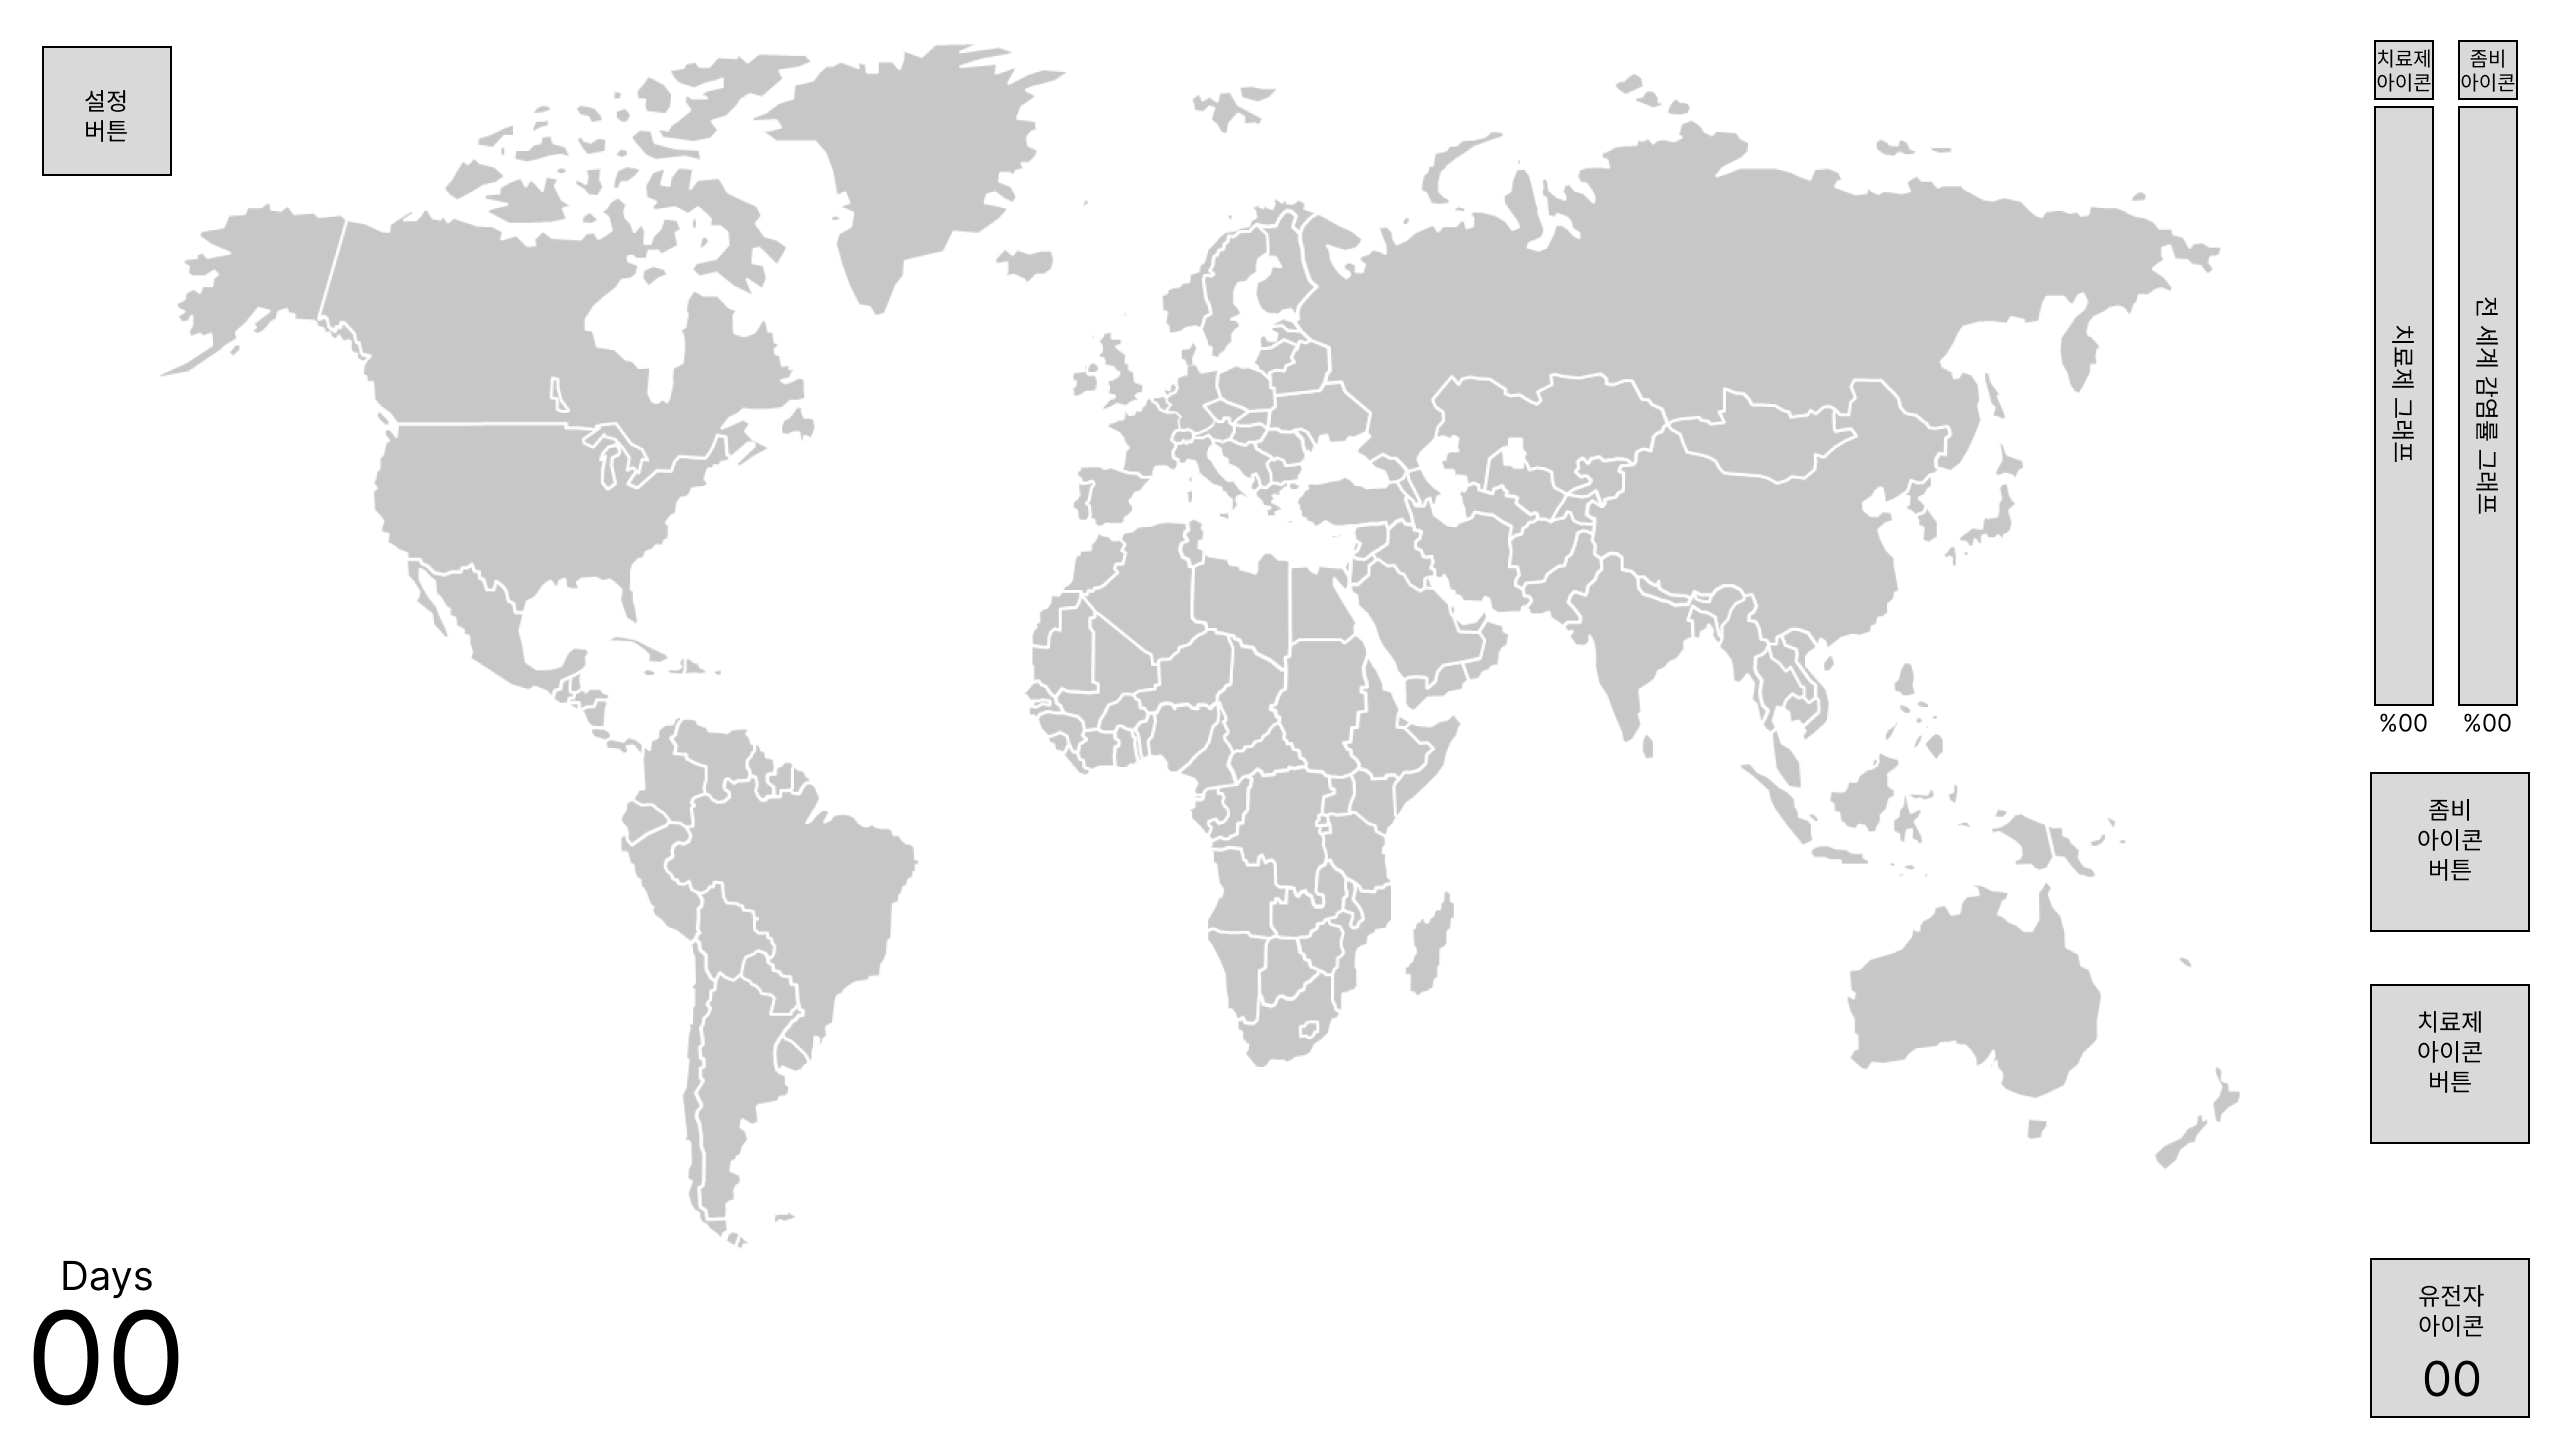 설정
버튼
치료제
아이콘
좀비
아이콘
치료제 그래프
전 세계 감염률 그래프
%00
%00
좀비
아이콘
버튼
치료제
아이콘
버튼
Days
00
유전자
아이콘
00